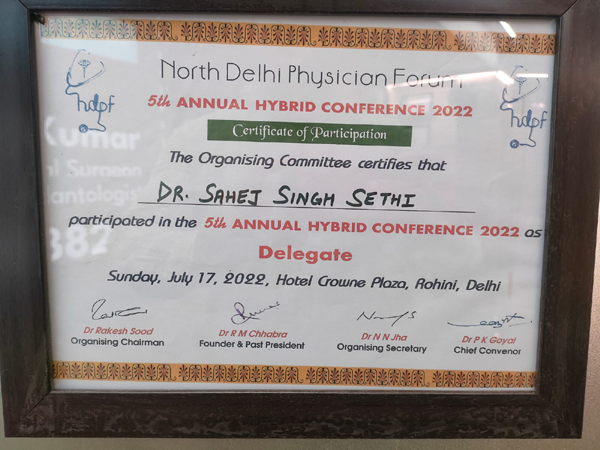 North Delhi Physician Forum
ndpf
ndpf
5th ANNUAL HYBRID CONFERENCE 2022
Certificate of Participation
The Organising Committee certifies that
DR. SAHEJ SINGH SETHI
participated in the 5th ANNUAL HYBRID CONFERENCE 2022 as
Delegate
Sunday, July 17, 2022, Hotel Crowne Plaza, Rohini, Delhi
Dr Rakesh Sood
Organising Chairman
Dr R M Chhabra
Founder & Past President
Dr N N Jha
Organising Secretary
Dr P K Goyal
Chief Convenor
Kumar
Surgeon
382